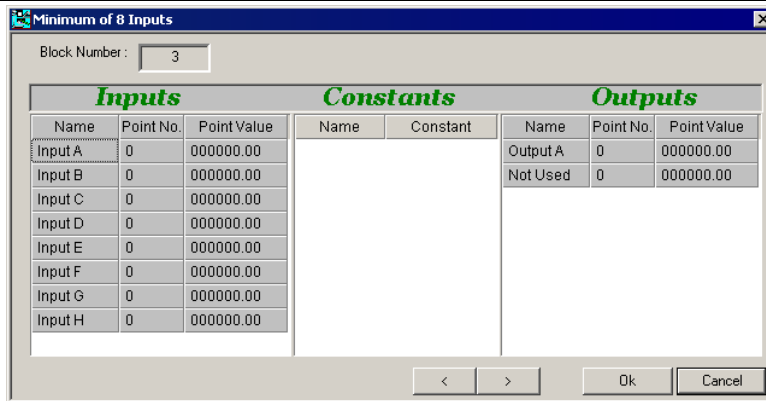 Minimum of 8 Inputs
Block Number : 3
Inputs Constants Outputs
Name Point No. Point Value Name Constant Name Point No. Point Value
Input A 0 000000.00 Output A 0 000000.00
Input B 0 000000.00 Not Used 0 000000.00
Input C 0 000000.00
Input D 0 000000.00
Input E 0 000000.00
Input F 0 000000.00
Input G 0 000000.00
Input H 0 000000.00
< > Ok Cancel